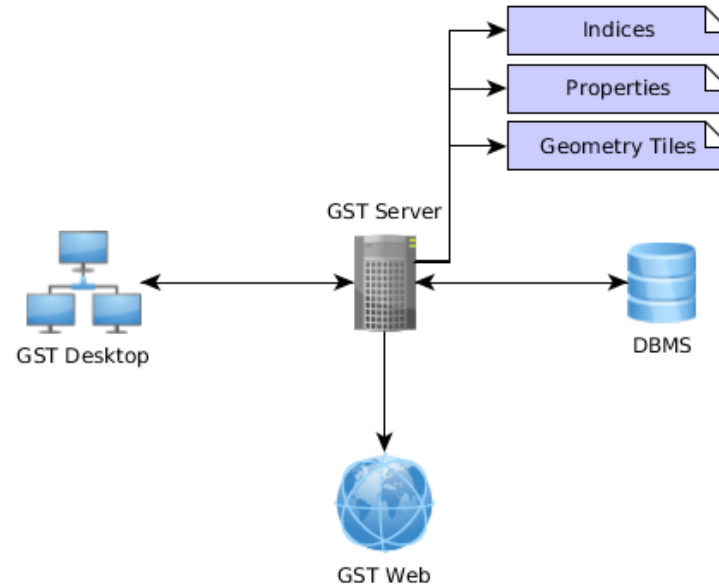 Indices
Properties
Geometry Tiles
GST Server
GST Desktop
DBMS
GST Web